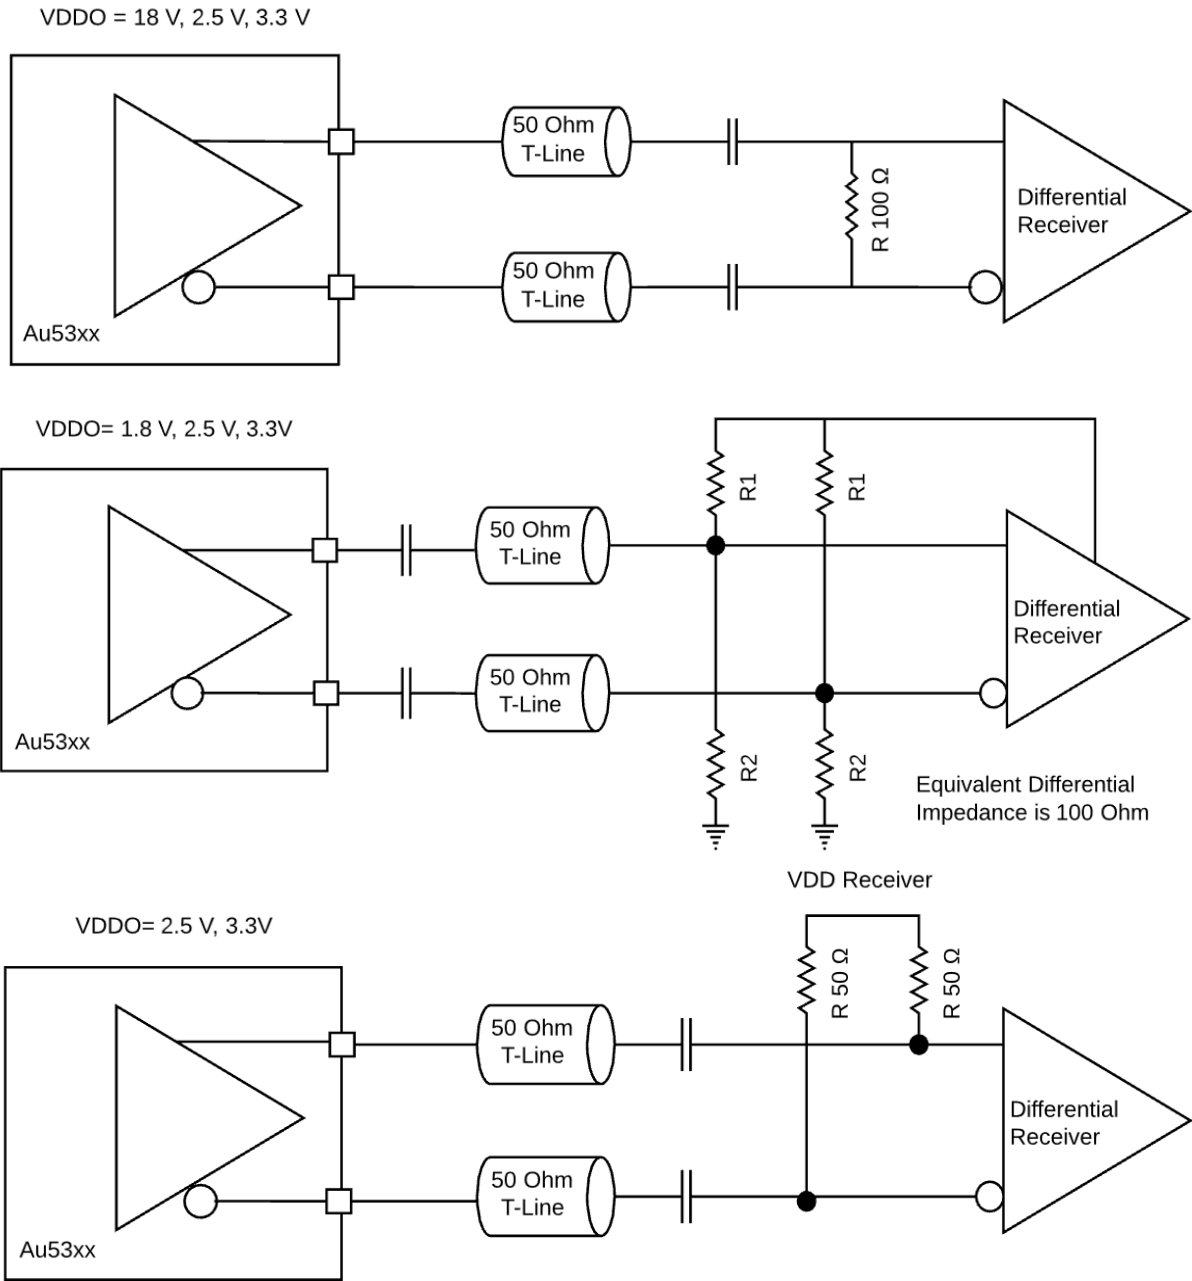 VDDO = 18 V, 2.5 V, 3.3 V
50 Ohm
T-Line
R 100 Ω
Differential
Receiver
50 Ohm
T-Line
Au53xx
VDDO= 1.8 V, 2.5 V, 3.3V
R1
R1
50 Ohm
T-Line
Differential
Receiver
50 Ohm
T-Line
Au53xx
R2
R2
Equivalent Differential
Impedance is 100 Ohm
VDD Receiver
VDDO= 2.5 V, 3.3V
R 50 Ω
R 50 Ω
50 Ohm
T-Line
Differential
Receiver
50 Ohm
T-Line
Au53xx